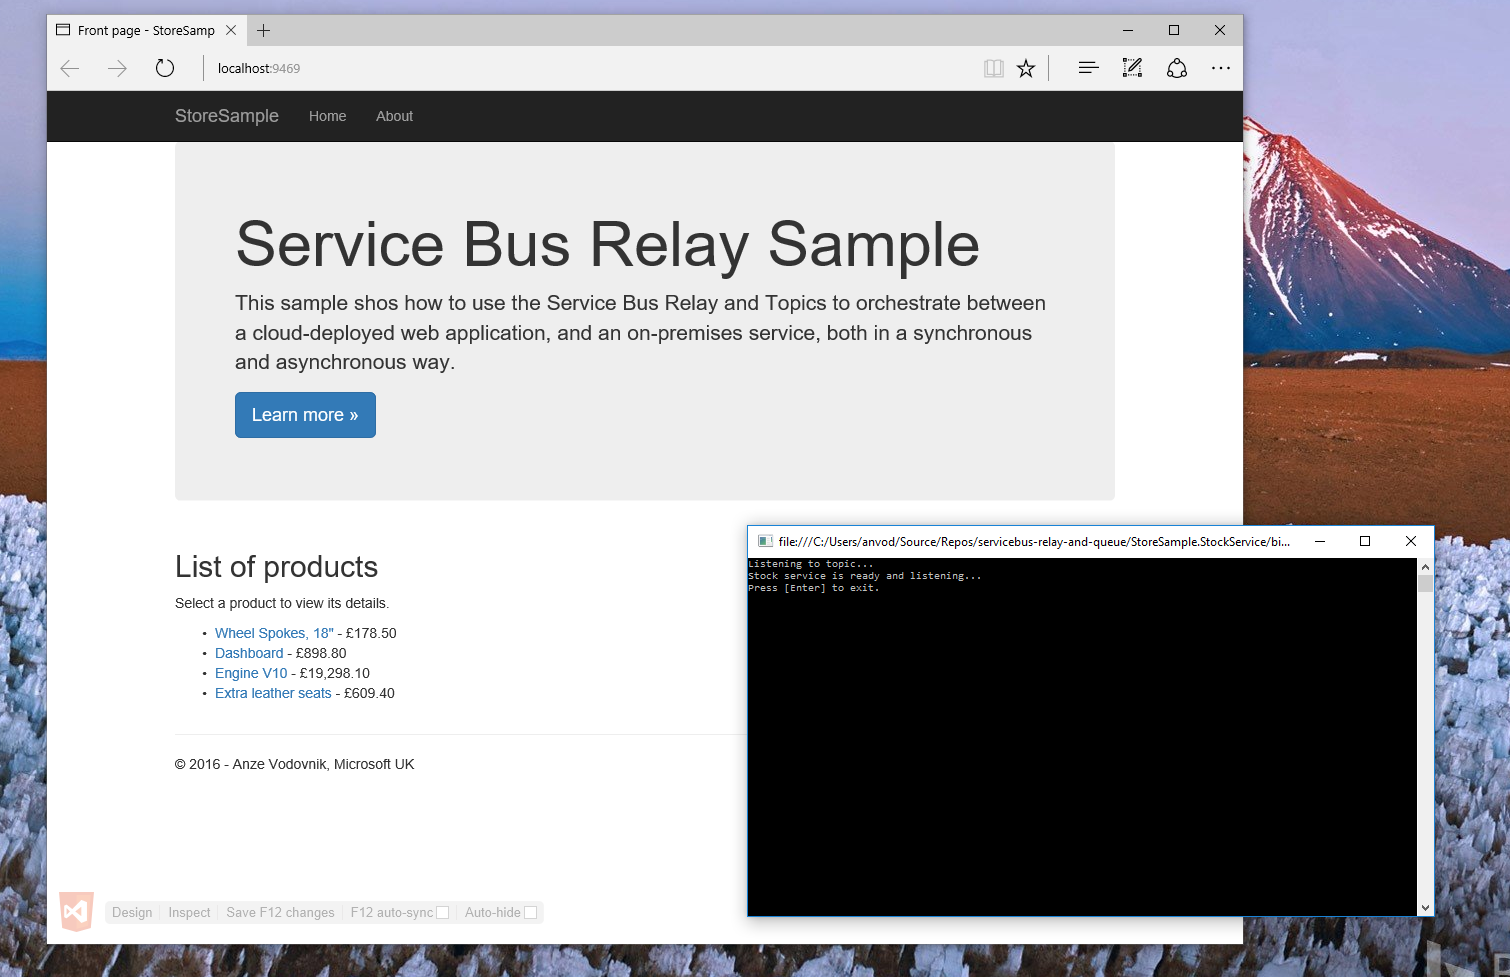 Front page - StoreSamp
localhost:9469
StoreSample Home About
Service Bus Relay Sample
This sample shos how to use the Service Bus Relay and Topics to orchestrate between
a cloud-deployed web application, and an on-premises service, both in a synchronous
and asynchronous way.
Learn more »
List of products
Select a product to view its details.
• Wheel Spokes, 18" - £178.50
• Dashboard - £898.80
• Engine V10 - £19,298.10
• Extra leather seats - £609.40
© 2016 - Anze Vodovnik, Microsoft UK
Design Inspect Save F12 changes F12 auto-sync Auto-hide
file:///C:/Users/anvod/Source/Repos/servicebus-relay-and-queue/StoreSample.StockService/bi...
Listening to topic...
Stock service is ready and listening...
Press [Enter] to exit.